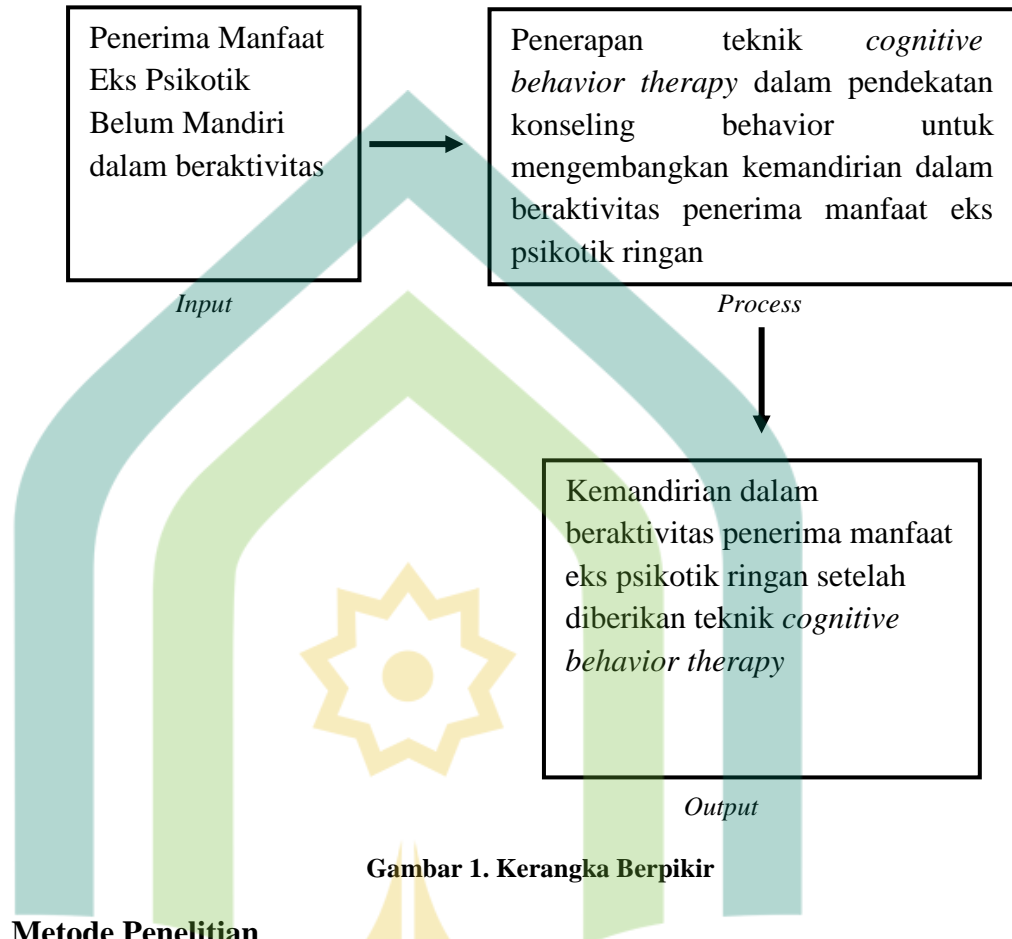 Penerima Manfaat
Eks Psikotik
Belum Mandiri
dalam beraktivitas
Input
Penerapan teknik cognitive
behavior therapy dalam pendekatan
konseling behavior untuk
mengembangkan kemandirian dalam
beraktivitas penerima manfaat eks
psikotik ringan
Process
Kemandirian dalam
beraktivitas penerima manfaat
eks psikotik ringan setelah
diberikan teknik cognitive
behavior therapy
Output
Gambar 1. Kerangka Berpikir
Metode Penelitian